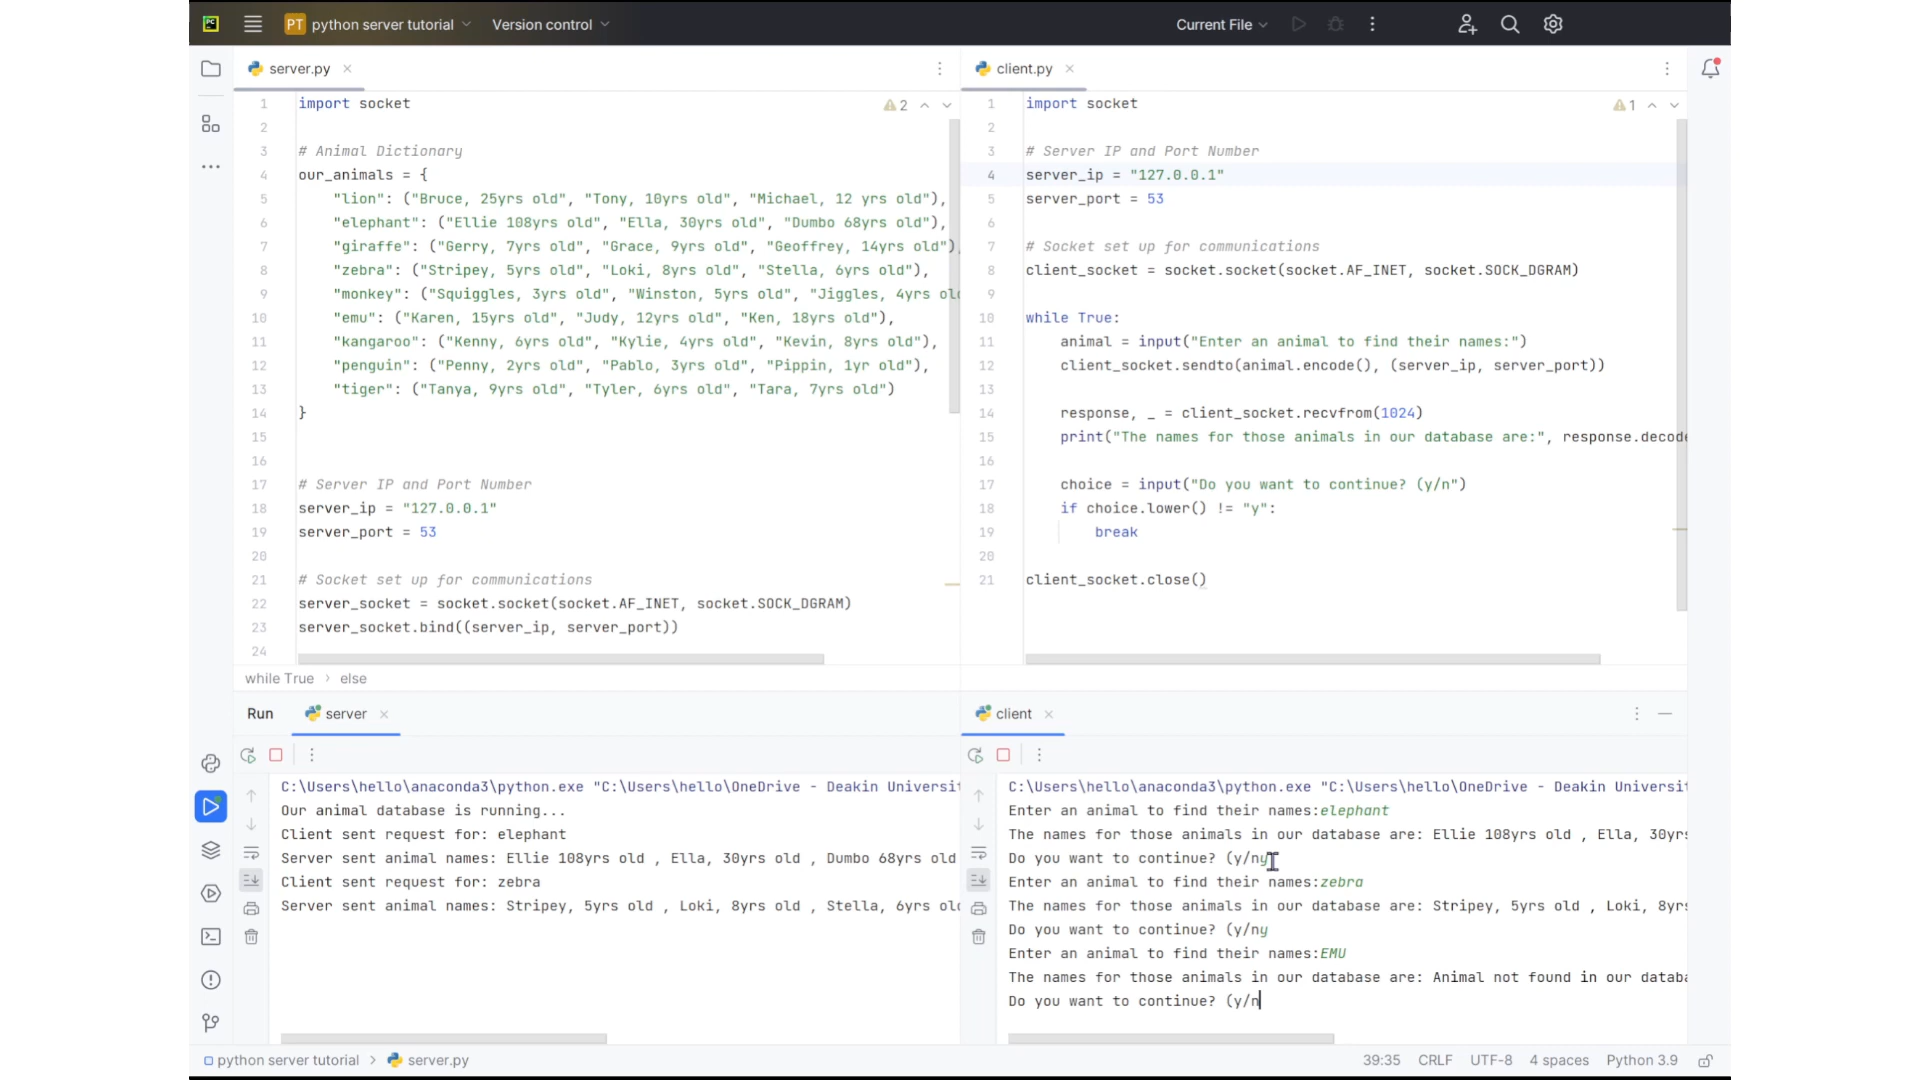 PC
PT python server tutorial
Version control
Current File
server.py
1 import socket
2
3 # Animal Dictionary
4 our_animals = {
5 "lion": ("Bruce, 25yrs old", "Tony, 10yrs old", "Michael, 12 yrs old"),
6 "elephant": ("Ellie 108yrs old", "Ella, 30yrs old", "Dumbo 68yrs old"),
7 "giraffe": ("Gerry, 7yrs old", "Grace, 9yrs old", "Geoffrey, 14yrs old")
8 "zebra": ("Stripey, 5yrs old", "Loki, 8yrs old", "Stella, 6yrs old"),
9 "monkey": ("Squiggles, 3yrs old", "Winston, 5yrs old", "Jiggles, 4yrs old
10 "emu": ("Karen, 15yrs old", "Judy, 12yrs old", "Ken, 18yrs old"),
11 "kangaroo": ("Kenny, 6yrs old", "Kylie, 4yrs old", "Kevin, 8yrs old"),
12 "penguin": ("Penny, 2yrs old", "Pablo, 3yrs old", "Pippin, 1yr old"),
13 "tiger": ("Tanya, 9yrs old", "Tyler, 6yrs old", "Tara, 7yrs old")
14 }
15
16
17 # Server IP and Port Number
18 server_ip = "127.0.0.1"
19 server_port = 53
20
21 # Socket set up for communications
22 server_socket = socket.socket(socket.AF_INET, socket.SOCK_DGRAM)
23 server_socket.bind((server_ip, server_port))
24
2
while True > else
client.py
1 import socket
2
3 # Server IP and Port Number
4 server_ip = "127.0.0.1"
5 server_port = 53
6
7 # Socket set up for communications
8 client_socket = socket.socket(socket.AF_INET, socket.SOCK_DGRAM)
9
10 while True:
11 animal = input("Enter an animal to find their names:")
12 client_socket.sendto(animal.encode(), (server_ip, server_port))
13
14 response, _ = client_socket.recvfrom(1024)
15 print("The names for those animals in our database are:", response.decode
16
17 choice = input("Do you want to continue? (y/n")
18 if choice.lower() != "y":
19 break
20
21 client_socket.close()
1
Run
server
C:\Users\hello\anaconda3\python.exe "C:\Users\hello\OneDrive - Deakin Universit
Our animal database is running...
Client sent request for: elephant
Server sent animal names: Ellie 108yrs old , Ella, 30yrs old , Dumbo 68yrs old
Client sent request for: zebra
Server sent animal names: Stripey, 5yrs old , Loki, 8yrs old , Stella, 6yrs old
client
C:\Users\hello\anaconda3\python.exe "C:\Users\hello\OneDrive - Deakin Universit
Enter an animal to find their names:elephant
The names for those animals in our database are: Ellie 108yrs old , Ella, 30yrs
Do you want to continue? (y/ny
Enter an animal to find their names:zebra
The names for those animals in our database are: Stripey, 5yrs old , Loki, 8yrs
Do you want to continue? (y/ny
Enter an animal to find their names:EMU
The names for those animals in our database are: Animal not found in our databa
Do you want to continue? (y/n
python server tutorial > server.py
39:35 CRLF UTF-8 4 spaces Python 3.9